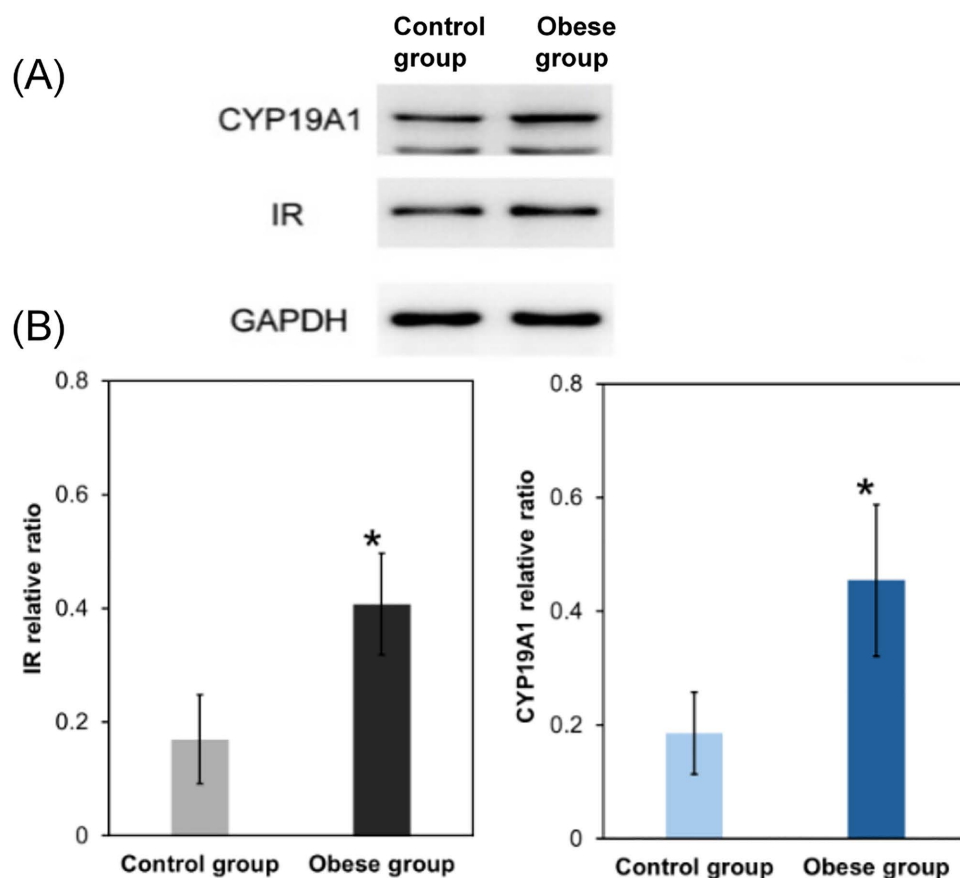 Control Obese
group group
(A)
CYP19A1
IR
GAPDH
(B)
0.8
0.6
0.4
0.2
0
IR relative ratio
*
Control group Obese group
0.8
0.6
0.4
0.2
0
CYP19A1 relative ratio
*
Control group Obese group